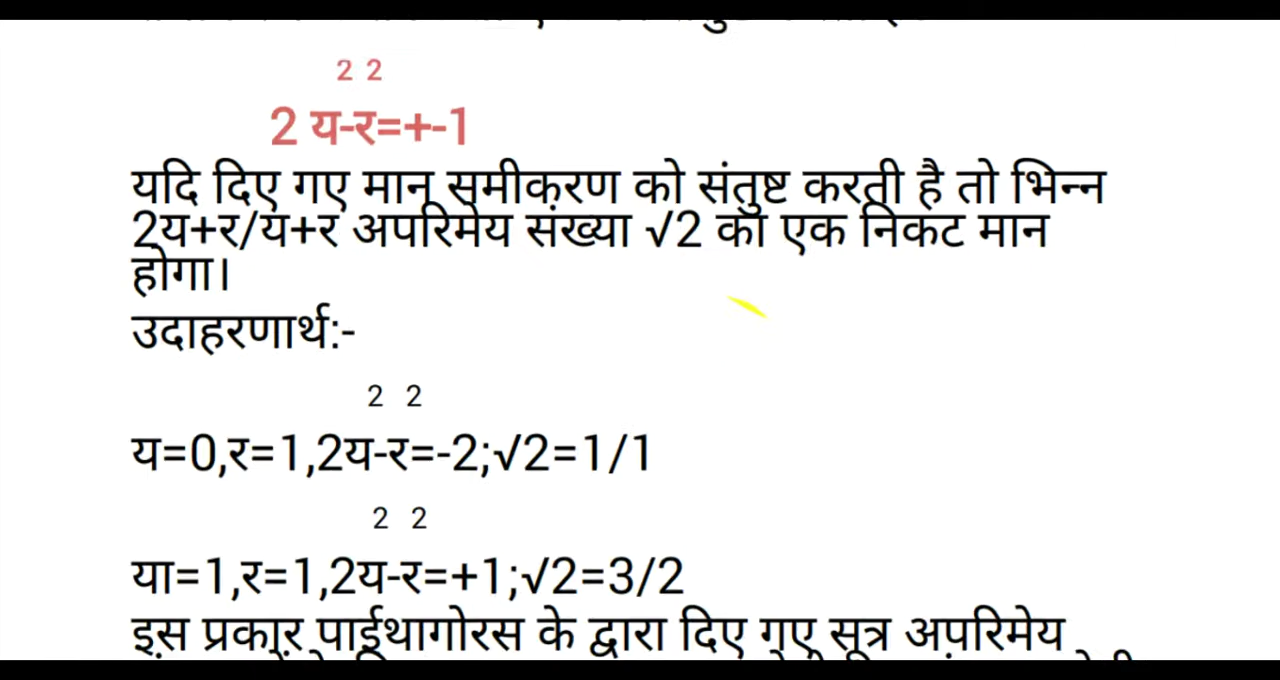 2 2
2 य-र=+-1
यदि दिए गए मान समीकरण को संतुष्ट करती है तो भिन्न
2य+र/य+र अपरिमेय संख्या √2 का एक निकट मान
होगा।
उदाहरणार्थ:-
2 2
य=0,र=1,2य-र=-2;√2=1/1
2 2
या=1,र=1,2य-र=+1;√2=3/2
इस प्रकार पाईथागोरस के द्वारा दिए गए सूत्र अपरिमेय